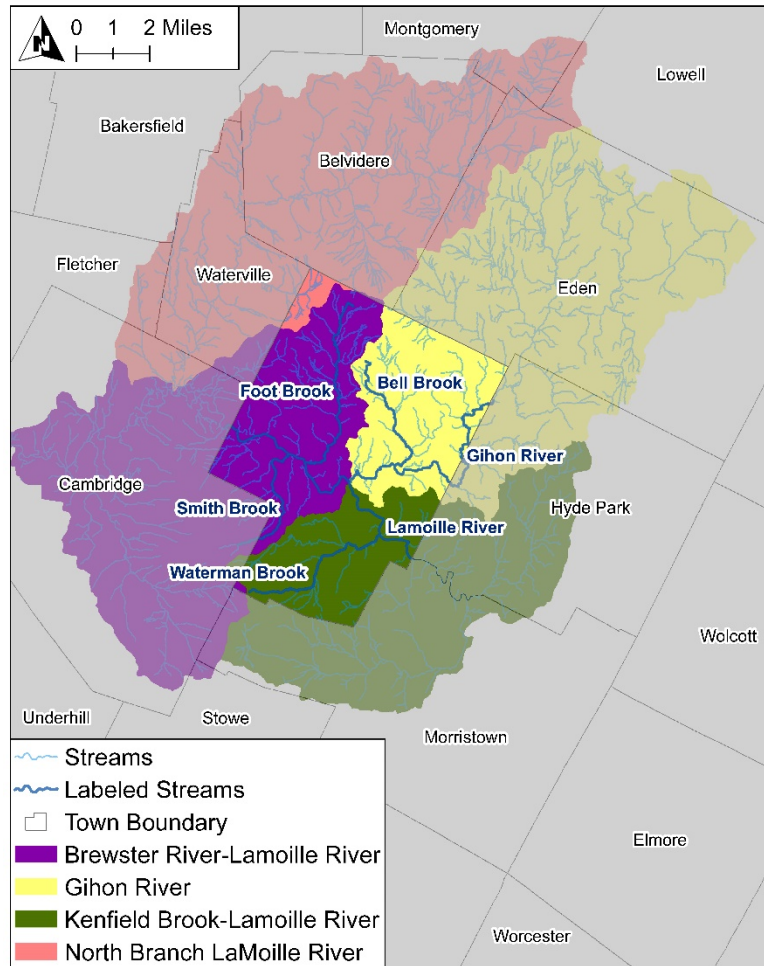 N
0 1 2 Miles
Montgomery
Lowell
Bakersfield
Belvidere
Fletcher
Waterville
Eden
Bell Brook
Foot Brook
Gihon River
Cambridge
Smith Brook
Hyde Park
Lamoille River
Waterman Brook
Wolcott
Underhill
Stowe
Morristown
Elmore
Worcester
Streams
Labeled Streams
Town Boundary
Brewster River-Lamoille River
Gihon River
Kenfield Brook-Lamoille River
North Branch LaMoille River